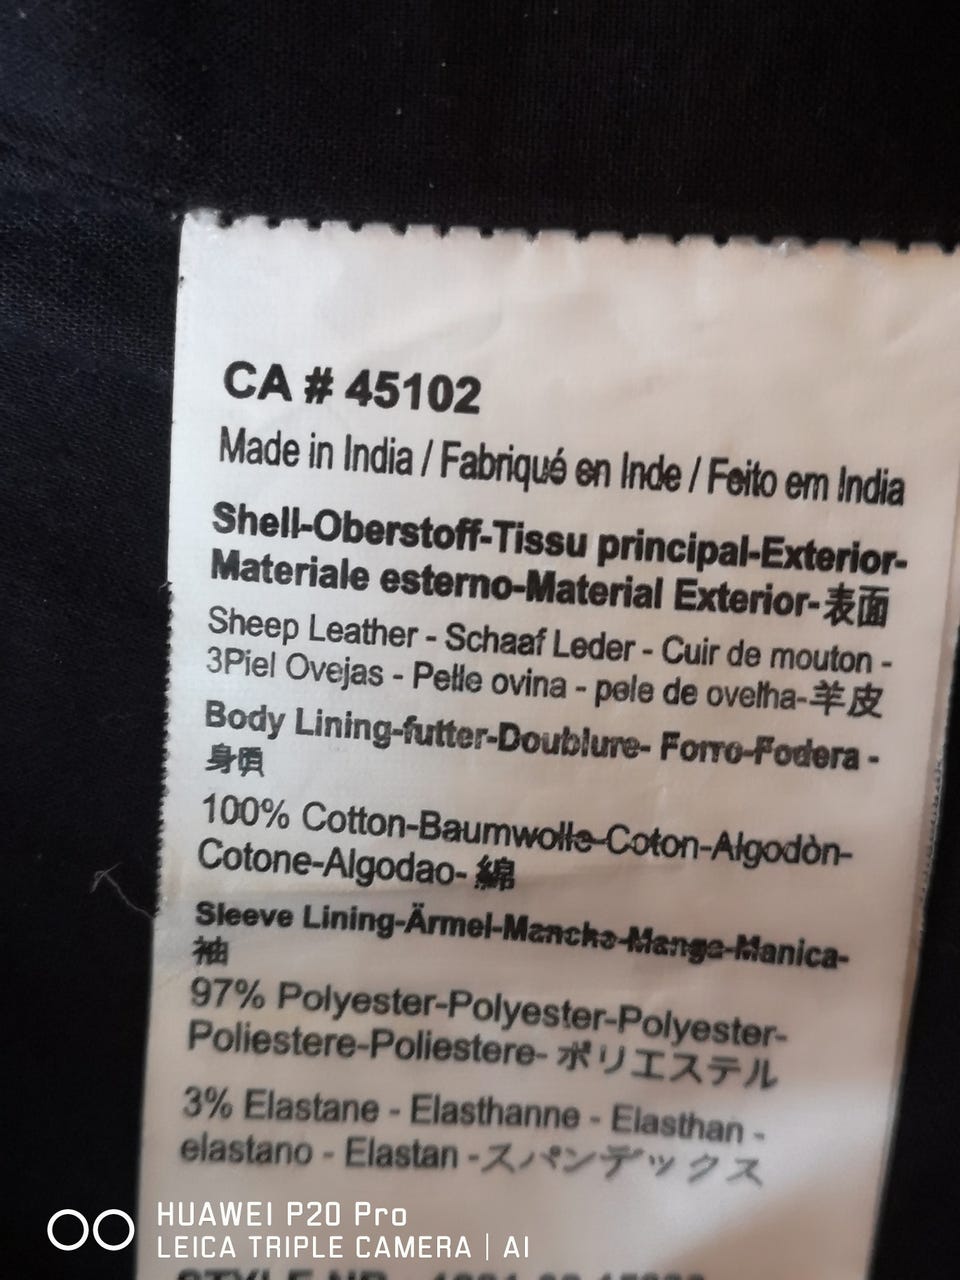 CA # 45102
Made in India / Fabriqué en Inde / Feito em India
Shell-Oberstoff-Tissu principal-Exterior-
Materiale esterno-Material Exterior-表面
Sheep Leather - Schaaf Leder - Cuir de mouton -
3Piel Ovejas - Pelle ovina - pele de ovelha-羊皮
Body Lining-futter-Doublure- Forro-Fodera -
100% Cotton-Baumwolle-Coton-Algodòn-
Cotone-Algodao- 綿
Sleeve Lining-Ärmel-Manche-Manga-Manica-
袖
97% Polyester-Polyester-Polyester-
Poliestere-Poliestere- ポリエステル
3% Elastane - Elasthanne - Elasthan -
elastano - Elastan -スパンデックス
HUAWEI P20 Pro
LEICA TRIPLE CAMERA | AI